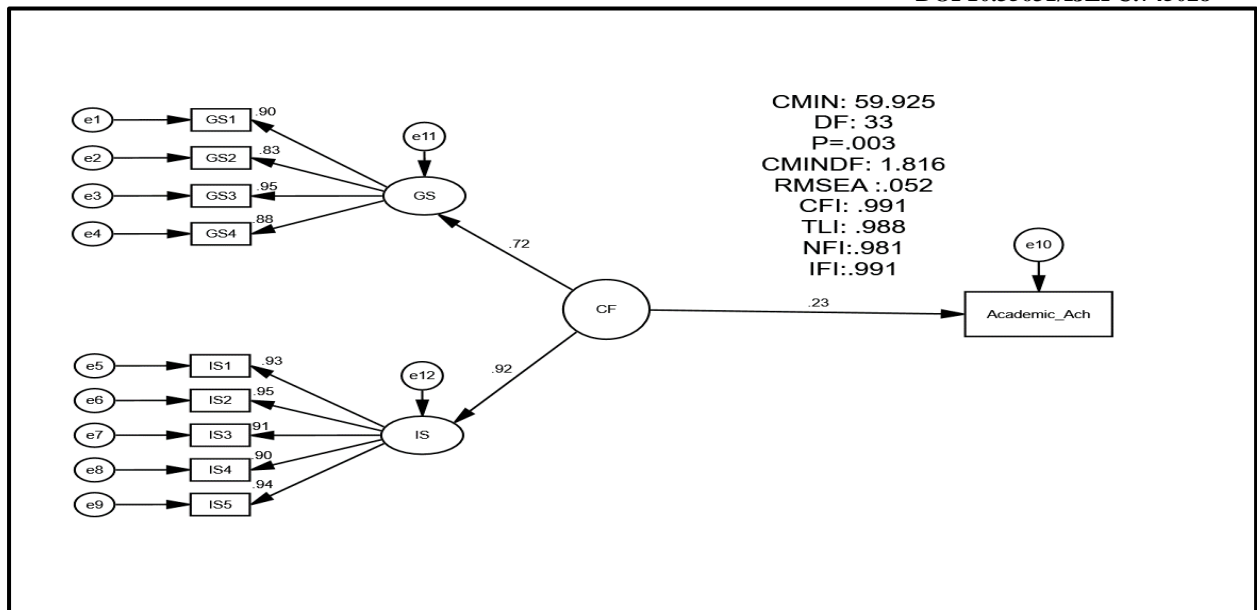 CMIN: 59.925
DF: 33
P=.003
CMINDF: 1.816
RMSEA :.052
CFI: .991
TLI: .988
NFI:.981
IFI:.991
e1
GS1
.90
e2
GS2
.83
e3
GS3
.95
e4
GS4
.88
e11
GS
.72
CF
.23
e10
Academic_Ach
.92
e5
IS1
.93
e6
IS2
.95
e7
IS3
.91
e8
IS4
.90
e9
IS5
.94
e12
IS